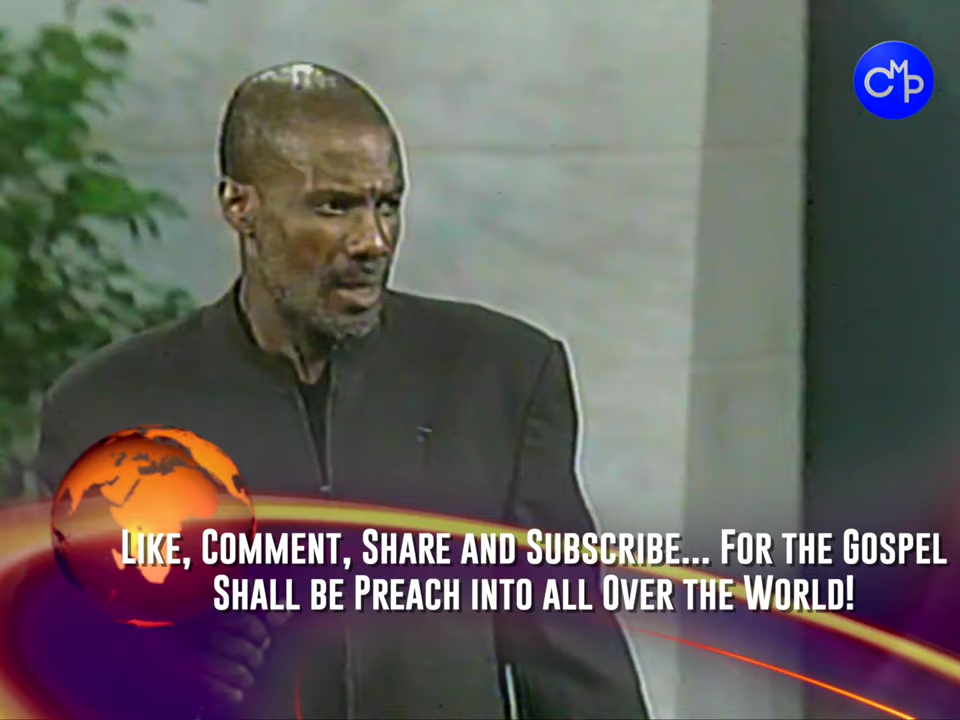 CMP
LIKE, COMMENT, SHARE AND SUBSCRIBE... FOR THE GOSPEL
SHALL BE PREACH INTO ALL OVER THE WORLD!